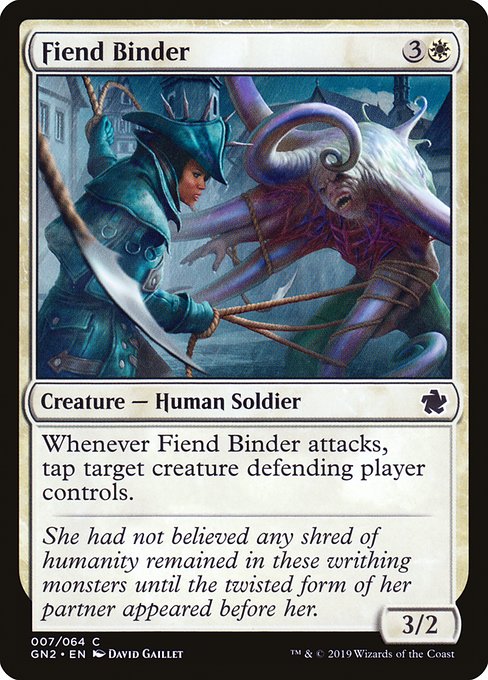 Fiend Binder 3
Creature — Human Soldier
Whenever Fiend Binder attacks,
tap target creature defending player
controls.
She had not believed any shred of
humanity remained in these writhing
monsters until the twisted form of her
partner appeared before her.
3/2
007/064 C
GN2 • EN DAVID GAILLET
™ & © 2019 Wizards of the Coast